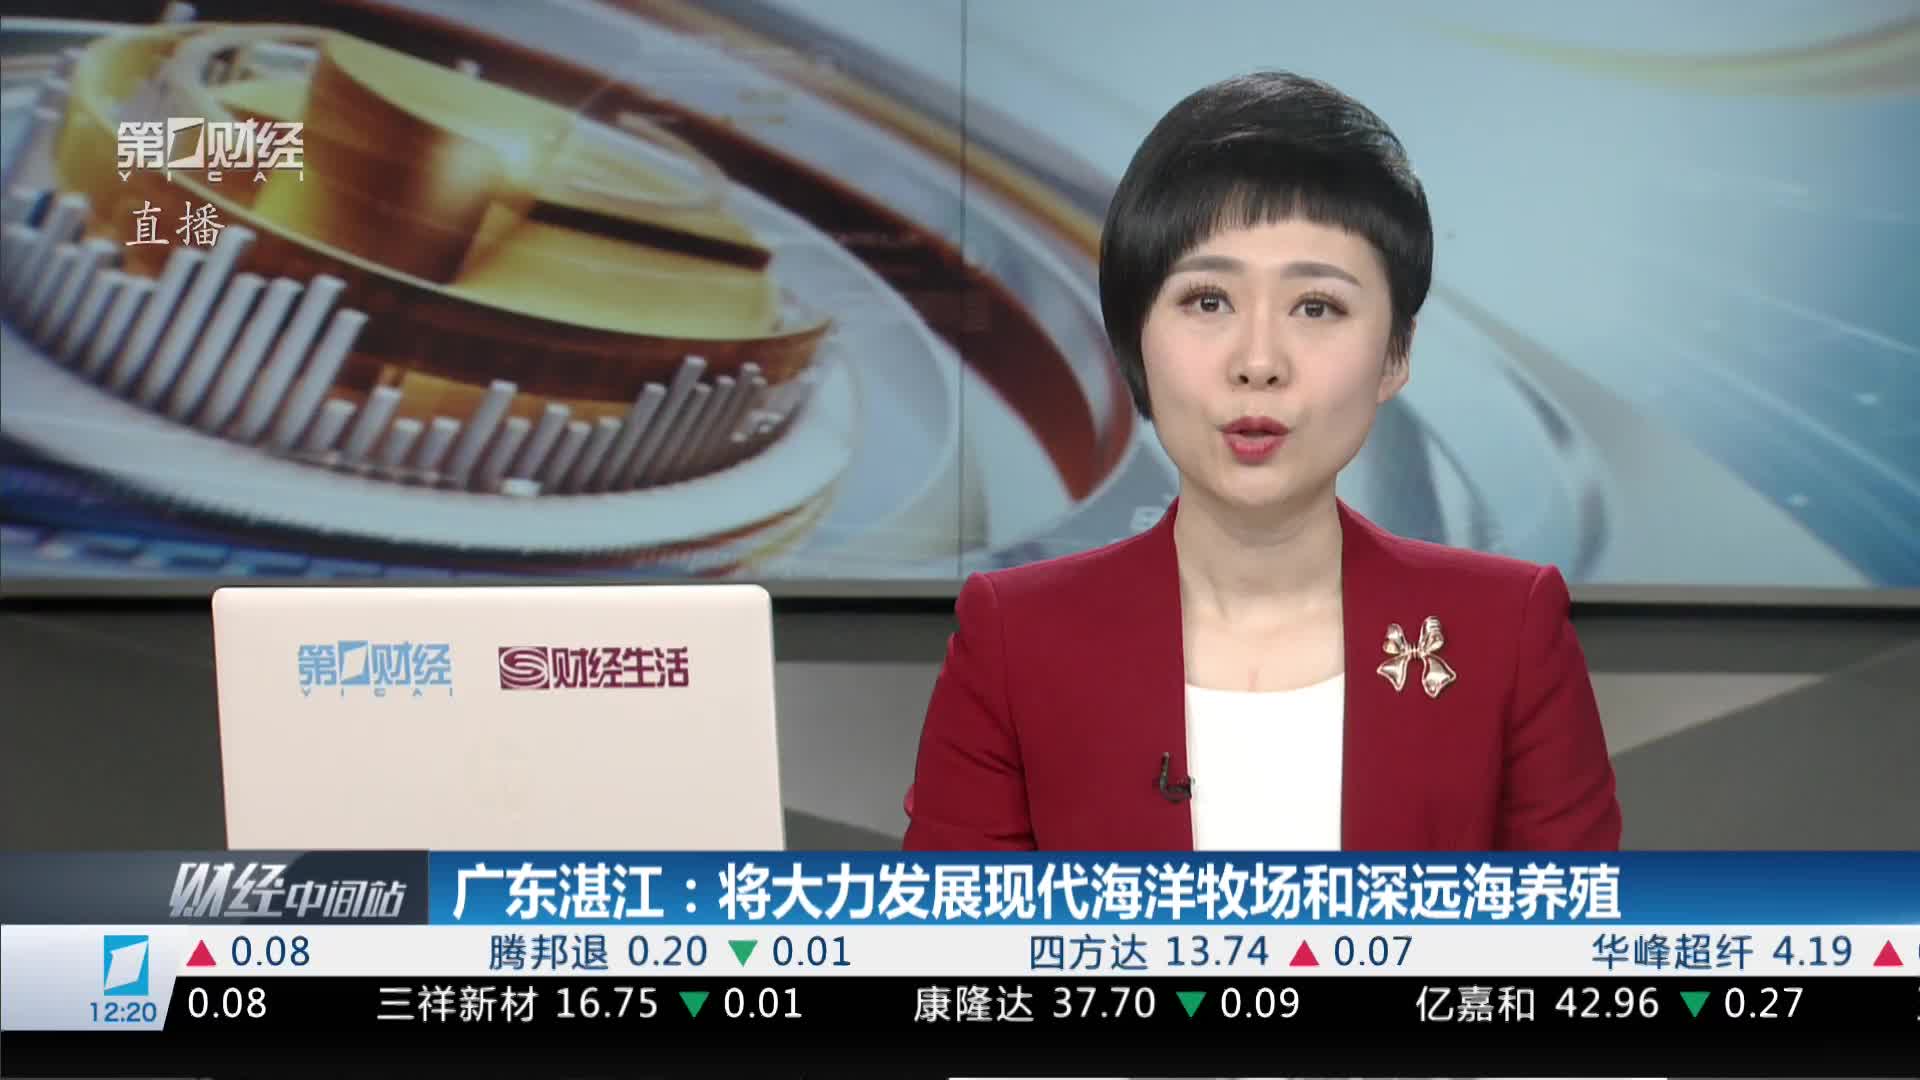 第一财经
YICAI
直播
第一财经
YICAI
财经生活
财经中间站
广东湛江：将大力发展现代海洋牧场和深远海养殖
▲ 0.08 腾邦退 0.20 ▼ 0.01 四方达 13.74 ▲ 0.07 华峰超纤 4.19 ▲
12:20
0.08 三祥新材 16.75 ▼ 0.01 康隆达 37.70 ▼ 0.09 亿嘉和 42.96 ▼ 0.27